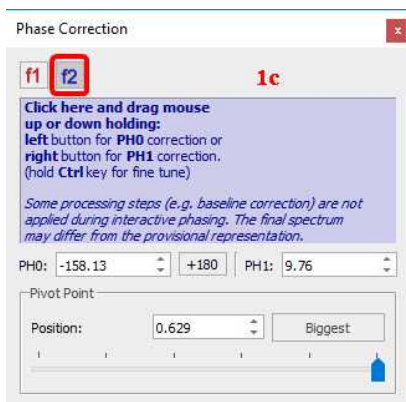 Phase Correction x
f1 f2 1c
Click here and drag mouse
up or down holding:
left button for PH0 correction or
right button for PH1 correction.
(hold Ctrl key for fine tune)
Some processing steps (e.g. baseline correction) are not
applied during interactive phasing. The final spectrum
may differ from the provisional representation.
PH0: -158.13 +180 PH1: 9.76
Pivot Point
Position: 0.629 Biggest